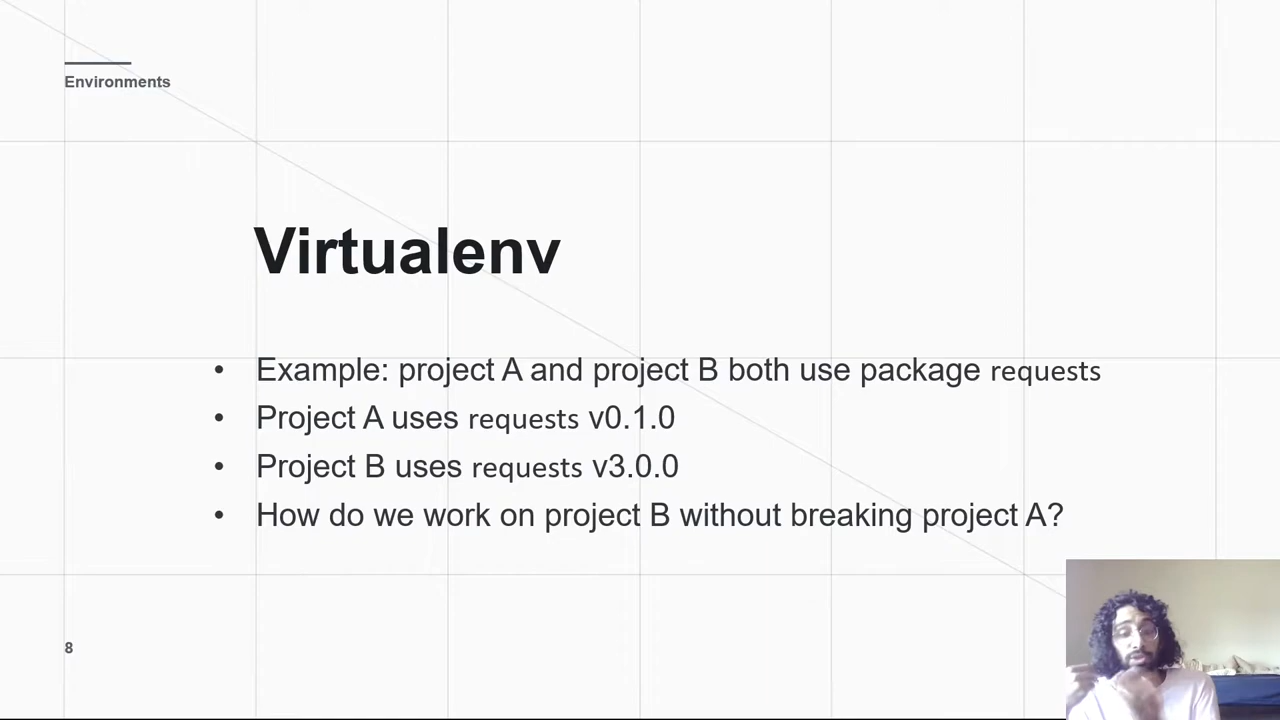 Environments
Virtualenv
• Example: project A and project B both use package requests
• Project A uses requests v0.1.0
• Project B uses requests v3.0.0
• How do we work on project B without breaking project A?
8